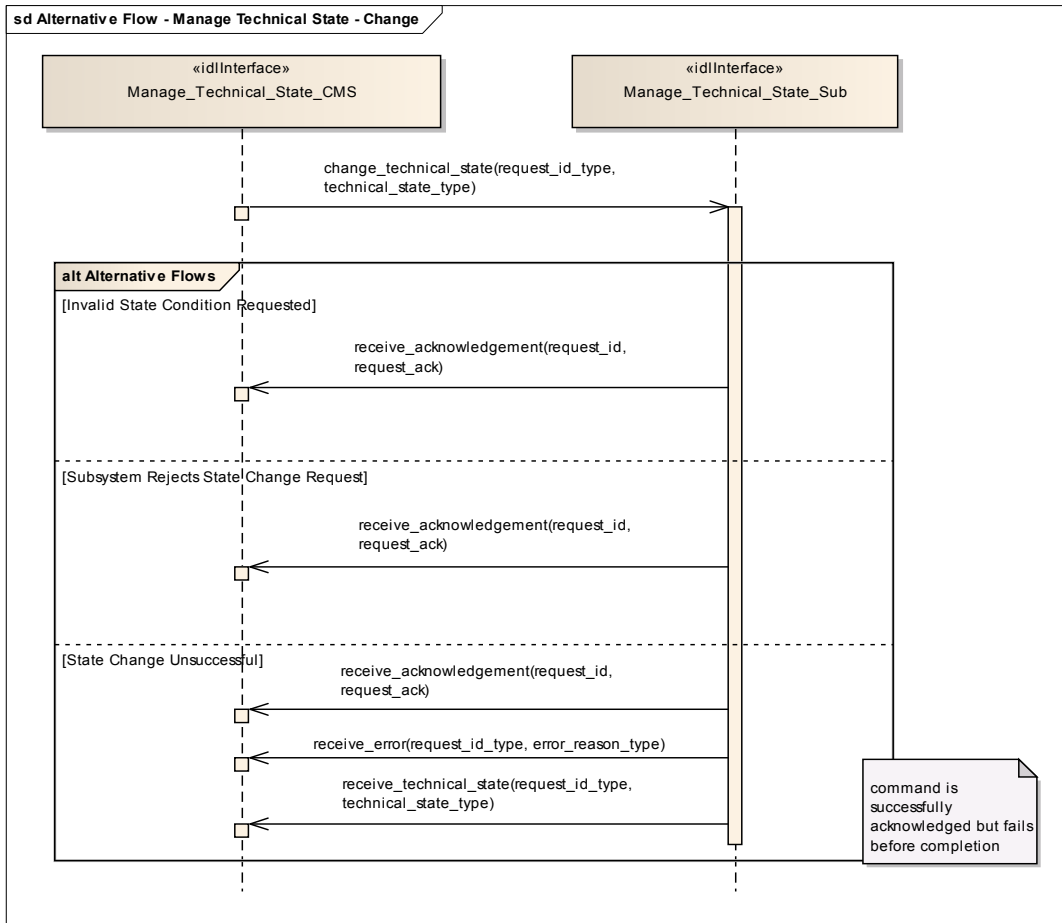 sd Alternative Flow - Manage Technical State - Change
«idlInterface»
Manage_Technical_State_CMS
«idlInterface»
Manage_Technical_State_Sub
change_technical_state(request_id_type,
technical_state_type)
alt Alternative Flows
[Invalid State Condition Requested]
receive_acknowledgement(request_id,
request_ack)
[Subsystem Rejects State Change Request]
receive_acknowledgement(request_id,
request_ack)
[State Change Unsuccessful]
receive_acknowledgement(request_id,
request_ack)
receive_error(request_id_type, error_reason_type)
receive_technical_state(request_id_type,
technical_state_type)
command is
successfully
acknowledged but fails
before completion